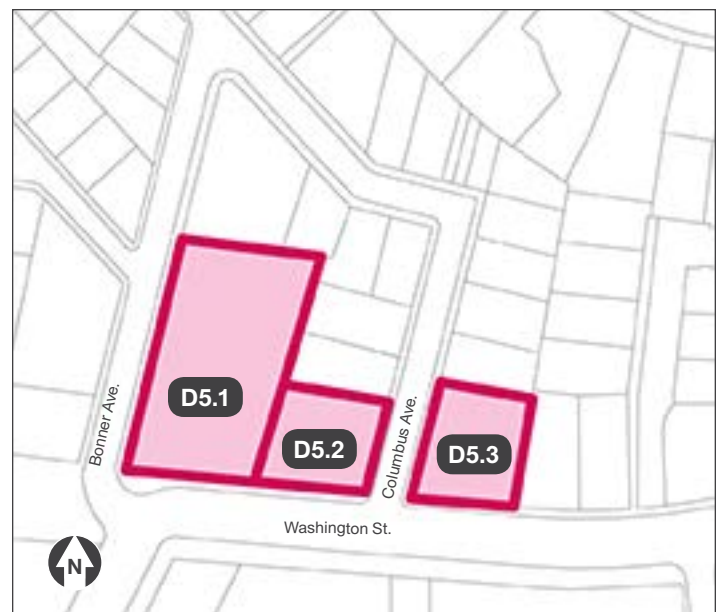 D5.1
D5.2
D5.3
Bonner Ave.
Columbus Ave.
Washington St.
N